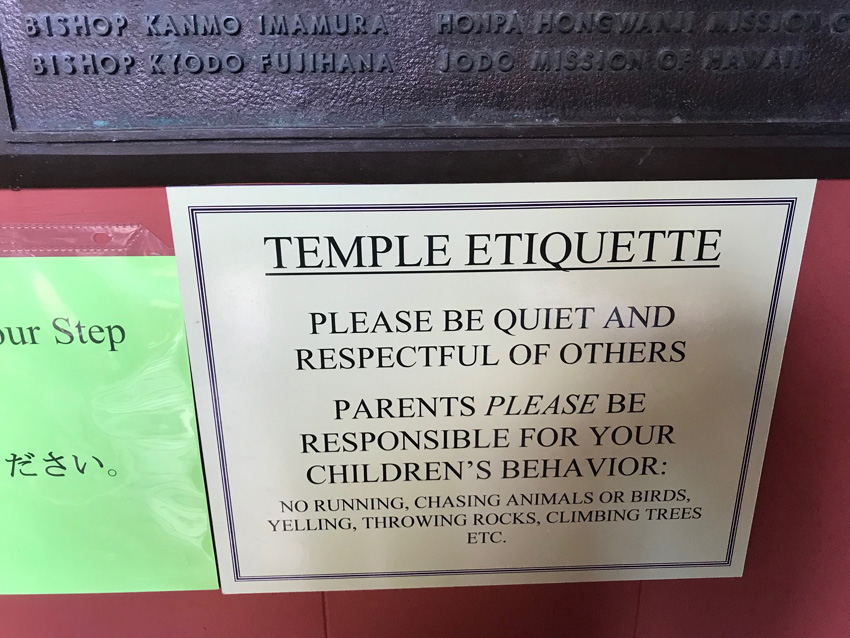 BISHOP KANMO IMAMURA HONPA HONGWANJI MISSION O
BISHOP KYODO FUJIHANA JODO MISSION OF HAWAII
our Step
ださい。
TEMPLE ETIQUETTE
PLEASE BE QUIET AND
RESPECTFUL OF OTHERS
PARENTS PLEASE BE
RESPONSIBLE FOR YOUR
CHILDREN'S BEHAVIOR:
NO RUNNING, CHASING ANIMALS OR BIRDS,
YELLING, THROWING ROCKS, CLIMBING TREES
ETC.